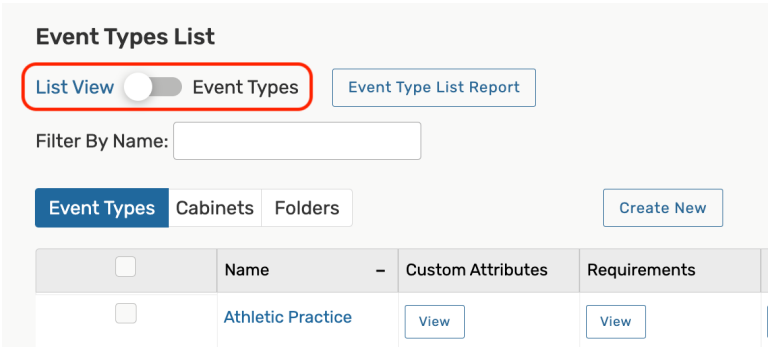 Event Types List
List View Event Types Event Type List Report
Filter By Name:
Event Types Cabinets Folders Create New
Name – Custom Attributes Requirements
Athletic Practice View View